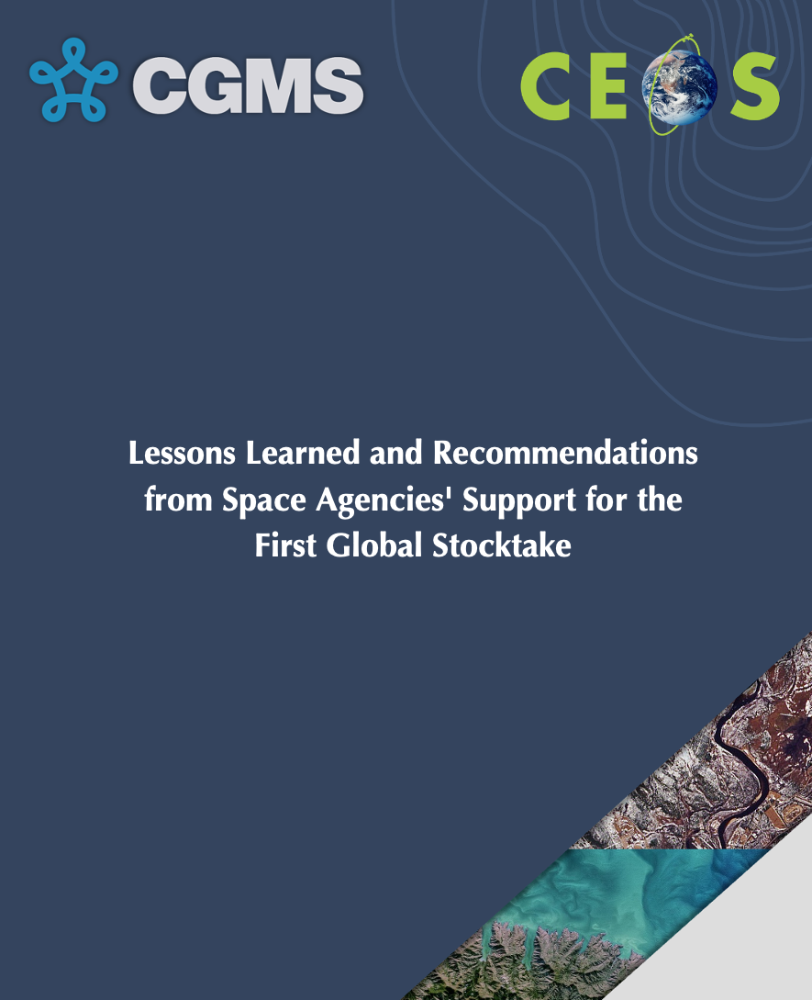 CGMS
CEOS
Lessons Learned and Recommendations
from Space Agencies' Support for the
First Global Stocktake